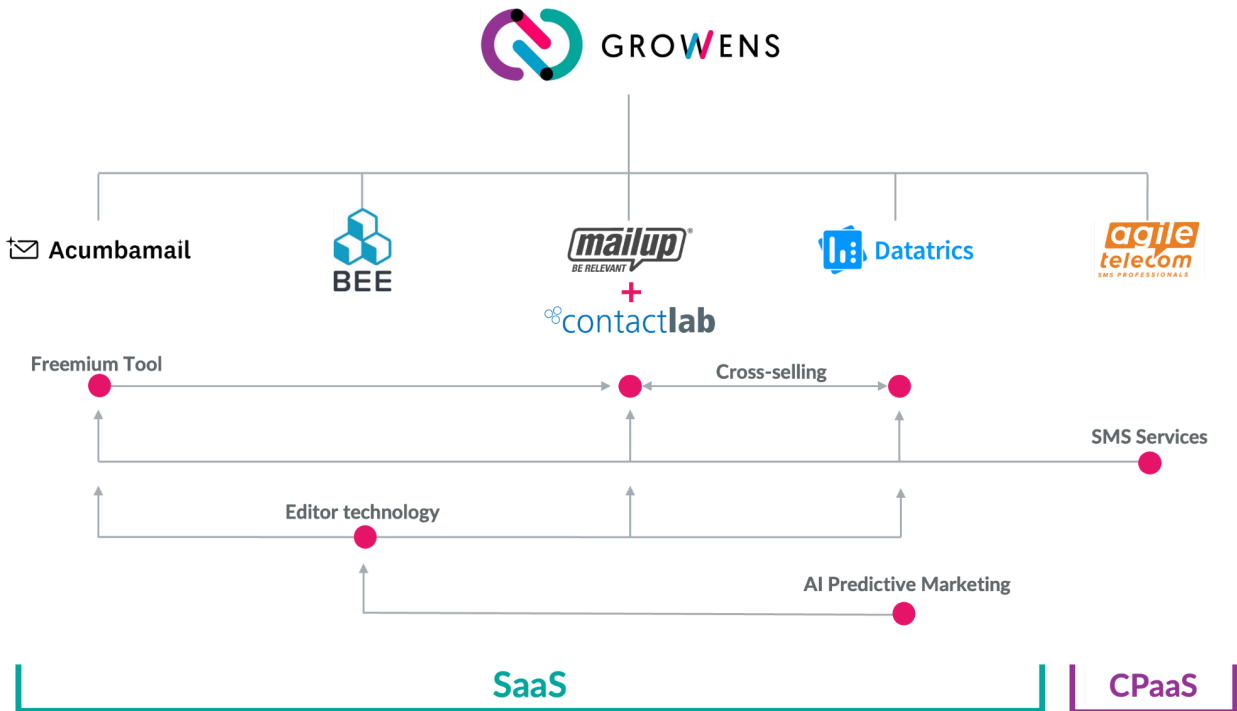 GROWENS
Acumbamail
BEE
mailup®
BE RELEVANT
+
contactlab
Datatrics
agile
telecom
SMS PROFESSIONALS
Freemium Tool
Cross-selling
SMS Services
Editor technology
AI Predictive Marketing
SaaS
CPaaS